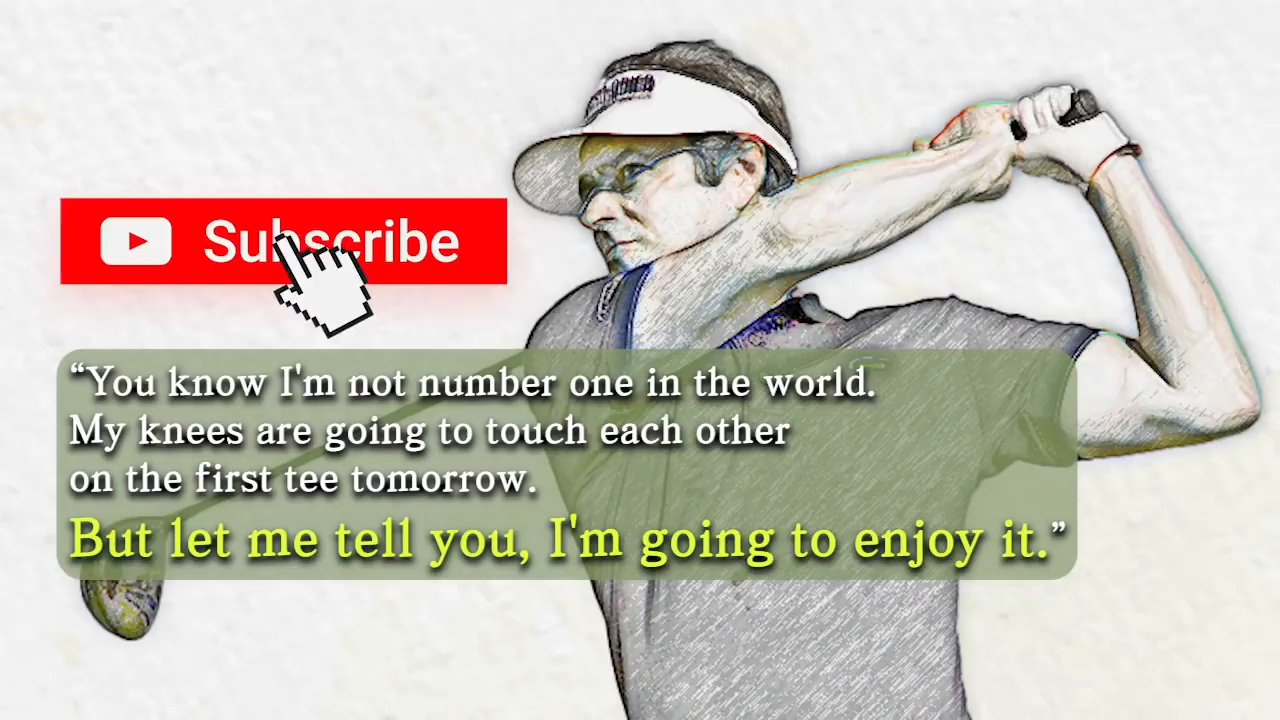 Subscribe
“You know I'm not number one in the world.
My knees are going to touch each other
on the first tee tomorrow.
But let me tell you, I'm going to enjoy it.”